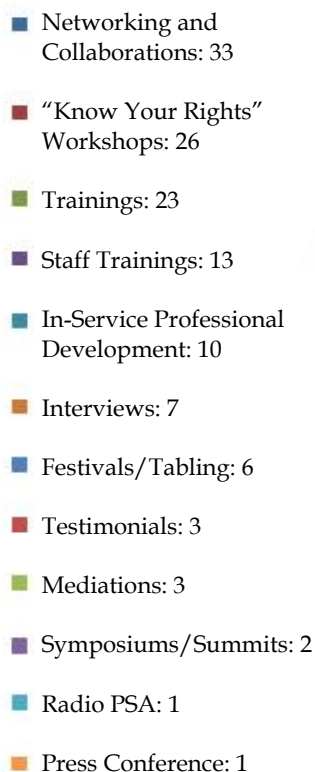 Networking and
Collaborations: 33
“Know Your Rights”
Workshops: 26
Trainings: 23
Staff Trainings: 13
In-Service Professional
Development: 10
Interviews: 7
Festivals/Tabling: 6
Testimonials: 3
Mediations: 3
Symposiums/Summits: 2
Radio PSA: 1
Press Conference: 1